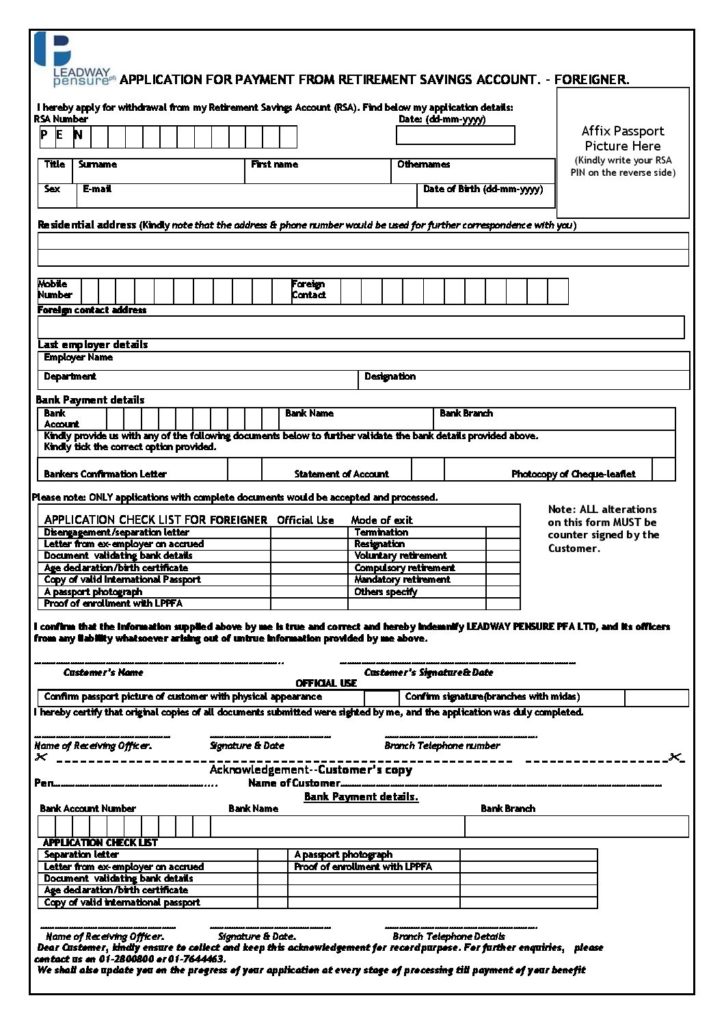 LEADWAY
pensure PFA
APPLICATION FOR PAYMENT FROM RETIREMENT SAVINGS ACCOUNT. - FOREIGNER.
I hereby apply for withdrawal from my Retirement Savings Account (RSA). Find below my application details:
RSA Number Date: (dd-mm-yyyy)
P E N
Affix Passport
Picture Here
(Kindly write your RSA
PIN on the reverse side)
Title Surname First name Othernames
Sex E-mail Date of Birth (dd-mm-yyyy)
Residential address (Kindly note that the address & phone number would be used for further correspondence with you)
Mobile Number Foreign Contact
Foreign contact address
Last employer details
Employer Name
Department Designation
Bank Payment details
Bank Account Bank Name Bank Branch
Kindly provide us with any of the following documents below to further validate the bank details provided above.
Kindly tick the correct option provided.
Bankers Confirmation Letter Statement of Account Photocopy of Cheque-leaflet
Please note: ONLY applications with complete documents would be accepted and processed.
Note: ALL alterations
on this form MUST be
counter signed by the
Customer.
APPLICATION CHECK LIST FOR FOREIGNER Official Use Mode of exit
Disengagement/separation letter Termination
Letter from ex-employer on accrued Resignation
Document validating bank details Voluntary retirement
Age declaration/birth certificate Compulsory retirement
Copy of valid International Passport Mandatory retirement
A passport photograph Others specify
Proof of enrollment with LPPFA
I confirm that the information supplied above by me is true and correct and hereby indemnify LEADWAY PENSURE PFA LTD, and its officers
from any liability whatsoever arising out of untrue information provided by me above.
Customer's Name Customer's Signature& Date
OFFICIAL USE
Confirm passport picture of customer with physical appearance Confirm signature(branches with midas)
I hereby certify that original copies of all documents submitted were sighted by me, and the application was duly completed.
Name of Receiving Officer. Signature & Date Branch Telephone number
Acknowledgement--Customer's copy
Pen.................................................. Name of Customer..................................................
Bank Payment details.
Bank Account Number Bank Name Bank Branch
APPLICATION CHECK LIST
Separation letter A passport photograph
Letter from ex-employer on accrued Proof of enrollment with LPPFA
Document validating bank details
Age declaration/birth certificate
Copy of valid international passport
Name of Receiving Officer. Signature & Date. Branch Telephone Details
Dear Customer, kindly ensure to collect and keep this acknowledgement for record purpose. For further enquiries, please
contact us on 01-2800800 or 01-7644463.
We shall also update you on the progress of your application at every stage of processing till payment of your benefit